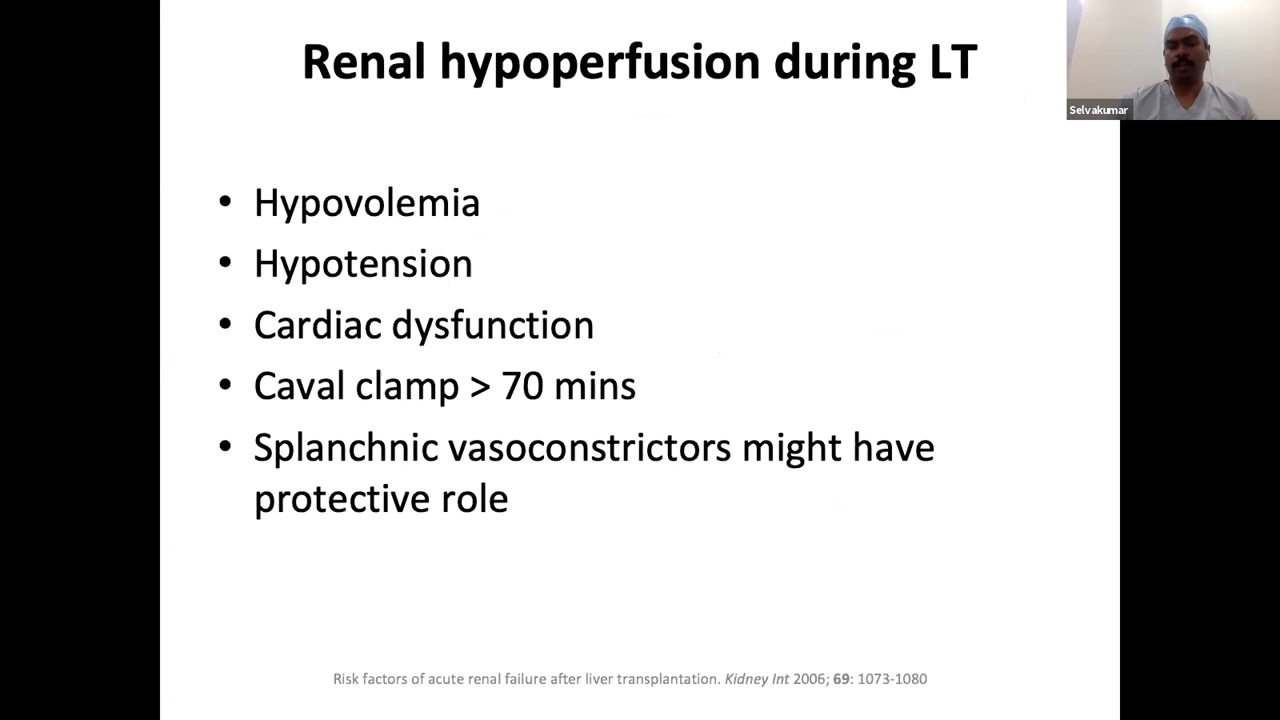 Renal hypoperfusion during LT
Selvakumar
• Hypovolemia
• Hypotension
• Cardiac dysfunction
• Caval clamp > 70 mins
• Splanchnic vasoconstrictors might have
protective role
Risk factors of acute renal failure after liver transplantation. Kidney Int 2006; 69: 1073-1080